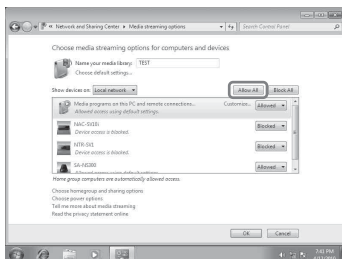 « Network and Sharing Center ▸ Media streaming options Search Control Panel
Choose media streaming options for computers and devices
Name your media library: TEST
Choose default settings...
Show devices on: Local network Allow All Block All
Media programs on this PC and remote connections... Customize.. Allowed
Allowed access using default settings.
Blocked
Device access is blocked.
NTR-SX1 Blocked
Device access is blocked.
SA-NS300 Allowed
Home group computers are automatically allowed access.
Choose homegroup and sharing options
Choose power options
Tell me more about media streaming
Read the privacy statement online
OK Cancel
7:41 PM